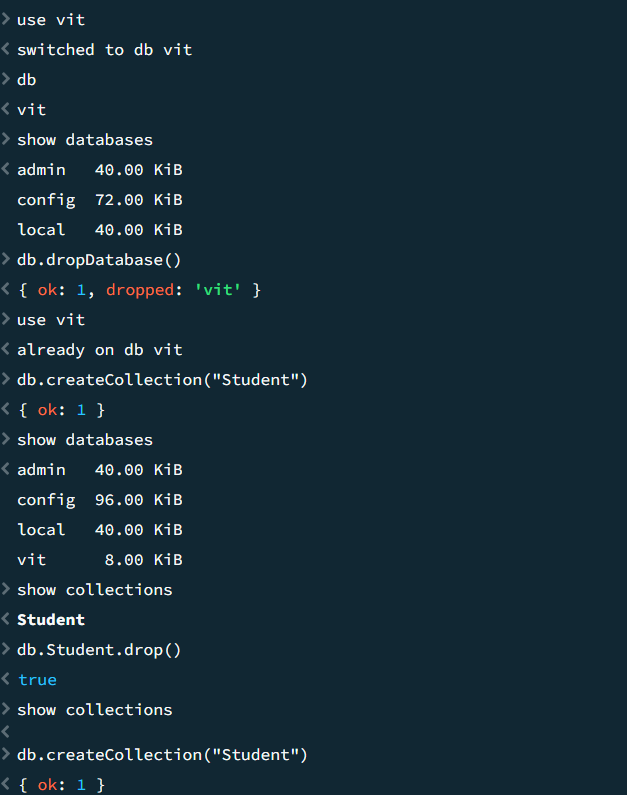 > use vit
< switched to db vit
> db
< vit
> show databases
< admin   40.00 KiB
  config  72.00 KiB
  local   40.00 KiB
> db.dropDatabase()
< { ok: 1, dropped: 'vit' }
> use vit
< already on db vit
> db.createCollection("Student")
< { ok: 1 }
> show databases
< admin   40.00 KiB
  config  96.00 KiB
  local   40.00 KiB
  vit      8.00 KiB
> show collections
< Student
> db.Student.drop()
< true
> show collections
<
> db.createCollection("Student")
< { ok: 1 }